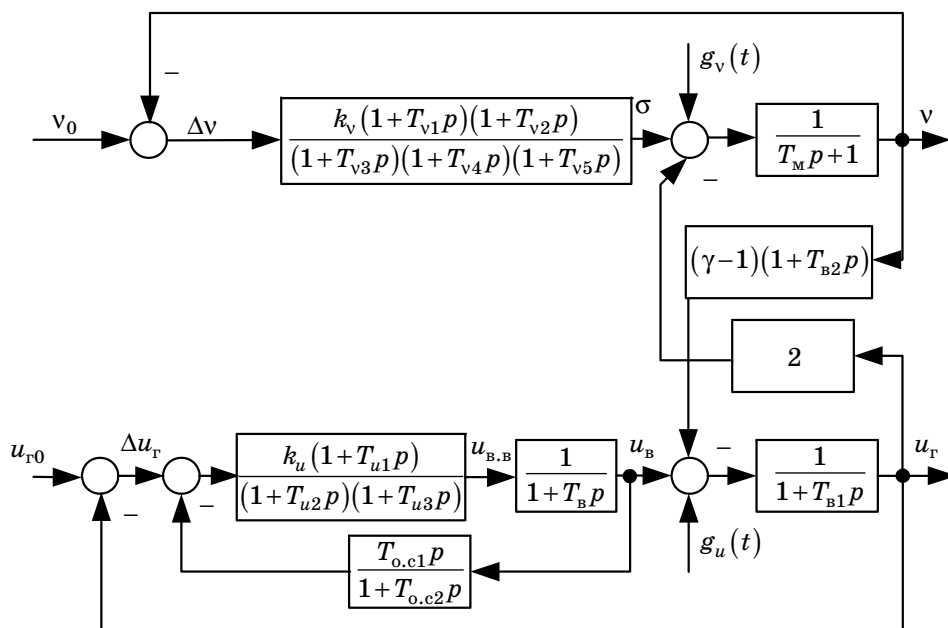 −
g_ν(t)
ν₀
Δν
k_ν(1+T_ν1 p)(1+T_ν2 p)
(1+T_ν3 p)(1+T_ν4 p)(1+T_ν5 p)
σ
−
1
T_м p+1
ν
(γ−1)(1+T_в2 p)
2
u_г0
Δu_г
−
−
k_u(1+T_u1 p)
(1+T_u2 p)(1+T_u3 p)
u_в.в
1
1+T_в p
u_в
−
1
1+T_в1 p
u_г
T_о.с1 p
1+T_о.с2 p
g_u(t)